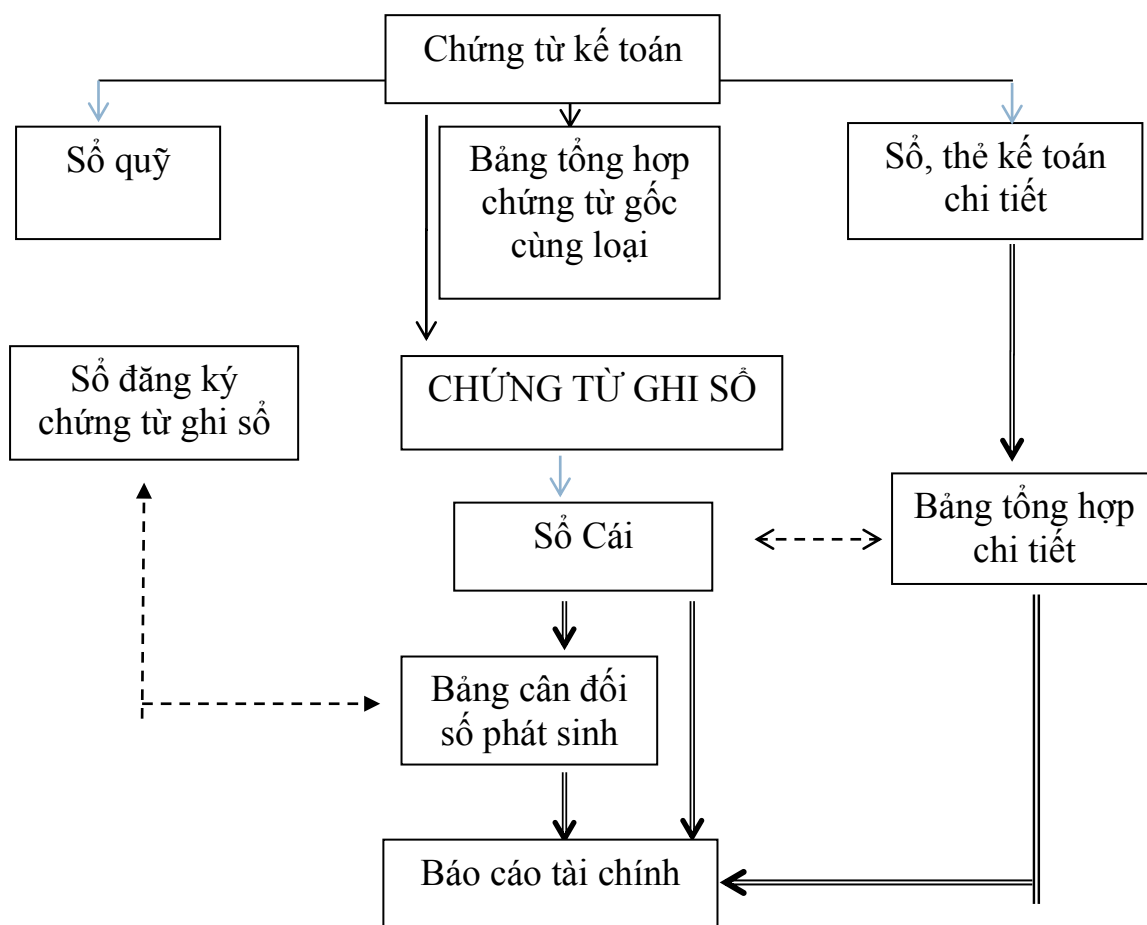 Chứng từ kế toán
Sổ quỹ
Bảng tổng hợp
chứng từ gốc
cùng loại
Sổ, thẻ kế toán
chi tiết
Sổ đăng ký
chứng từ ghi sổ
CHỨNG TỪ GHI SỔ
Sổ Cái
Bảng tổng hợp
chi tiết
Bảng cân đối
số phát sinh
Báo cáo tài chính